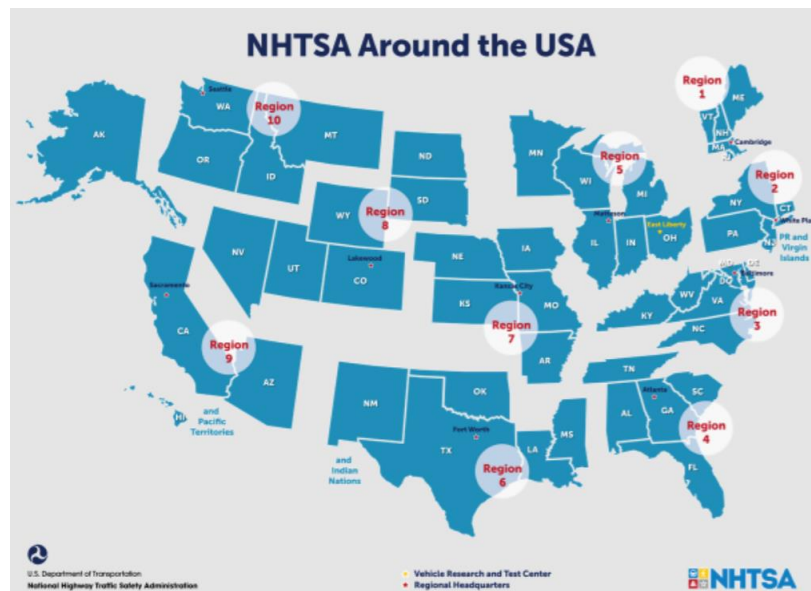 NHTSA Around the USA
Region
1
ME
VT
NH
Cambridge
MA
Seattle
WA
Region
10
MT
AK
OR
ID
ND
MN
Region
5
WI
MI
Region
2
NY
CT
White Pla
WY
Region
8
SD
Matteson
East Liberty
PA
NJ
PR and
Virgin
Islands
NV
UT
Lakewood
CO
NE
IA
IL
IN
OH
MD
DE
Baltimore
DC
Sacramento
KS
Kansas City
MO
WV
VA
KY
Region
3
NC
CA
Region
9
AZ
Region
7
AR
TN
HI
and
Pacific
Territories
NM
OK
Atlanta
SC
AL
GA
Region
4
MS
Fort Worth
TX
LA
FL
and
Indian
Nations
Region
6
U.S. Department of Transportation
National Highway Traffic Safety Administration
Vehicle Research and Test Center
Regional Headquarters
NHTSA